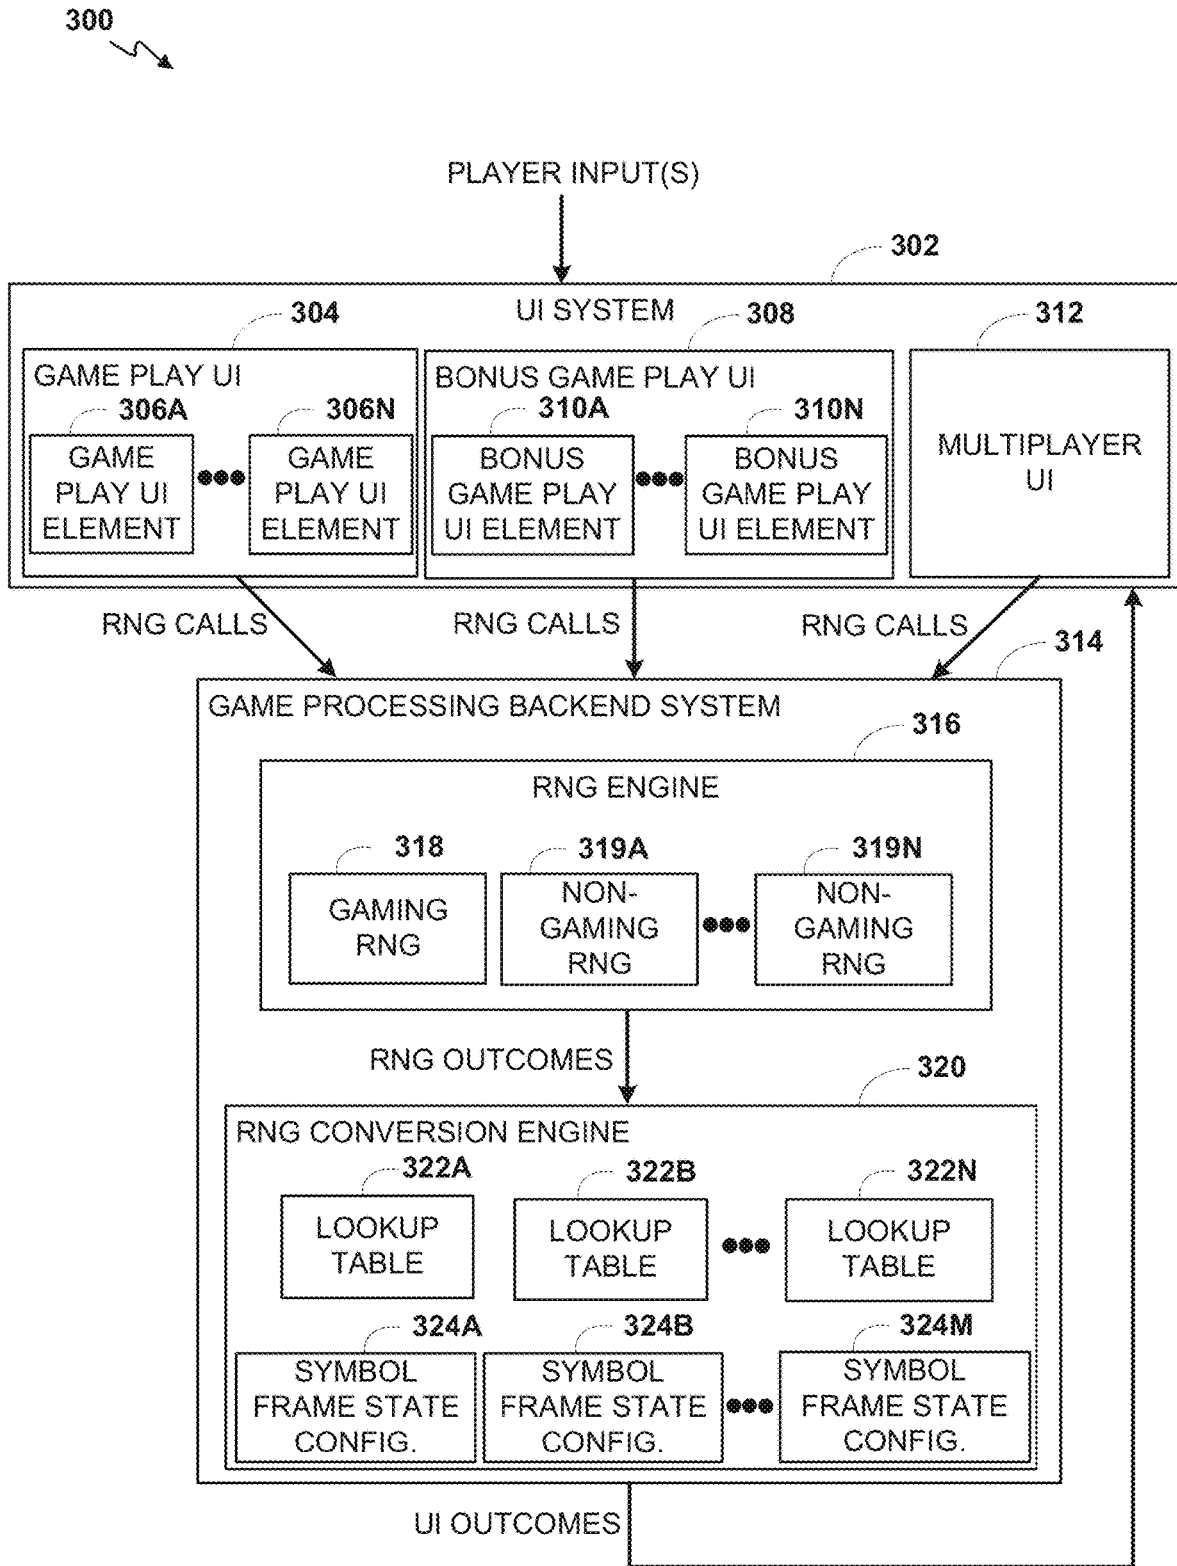 300
PLAYER INPUT(S)
302
UI SYSTEM
304
308
312
GAME PLAY UI
BONUS GAME PLAY UI
306A
306N
310A
310N
GAME
PLAY UI
ELEMENT
GAME
PLAY UI
ELEMENT
BONUS
GAME PLAY
UI ELEMENT
BONUS
GAME PLAY
UI ELEMENT
MULTIPLAYER
UI
RNG CALLS
RNG CALLS
RNG CALLS
314
GAME PROCESSING BACKEND SYSTEM
316
RNG ENGINE
318
319A
319N
GAMING
RNG
NON-
GAMING
RNG
NON-
GAMING
RNG
RNG OUTCOMES
320
RNG CONVERSION ENGINE
322A
322B
322N
LOOKUP
TABLE
LOOKUP
TABLE
LOOKUP
TABLE
324A
324B
324M
SYMBOL
FRAME STATE
CONFIG.
SYMBOL
FRAME STATE
CONFIG.
SYMBOL
FRAME STATE
CONFIG.
UI OUTCOMES